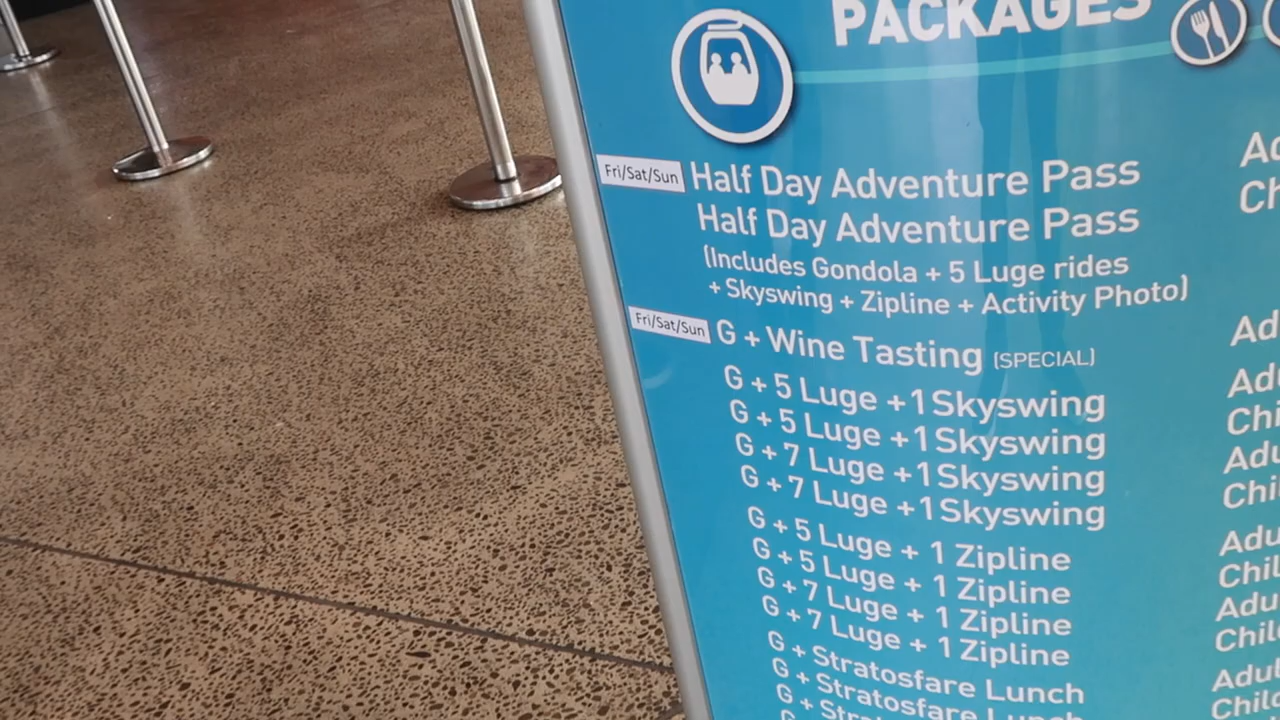 PACKAGES
Fri/Sat/Sun Half Day Adventure Pass Ad
Half Day Adventure Pass Ch
(Includes Gondola + 5 Luge rides
+ Skyswing + Zipline + Activity Photo)
Fri/Sat/Sun G + Wine Tasting (SPECIAL) Ad
G + 5 Luge +1 Skyswing Adu
G + 5 Luge +1 Skyswing Chi
G + 7 Luge +1 Skyswing Adu
G + 7 Luge +1 Skyswing Chil
G + 5 Luge + 1 Zipline Adu
G + 5 Luge + 1 Zipline Chil
G + 7 Luge + 1 Zipline Adu
G + 7 Luge + 1 Zipline Chil
G + Stratosfare Lunch Adul
G + Stratosfare Lunch Chil